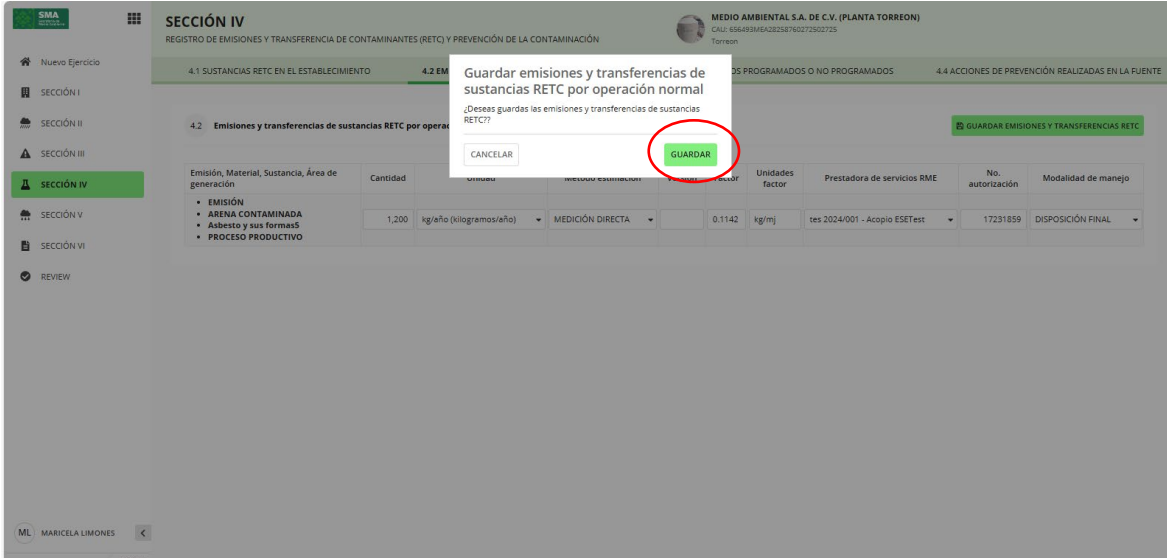 SMA
SECCIÓN IV
REGISTRO DE EMISIONES Y TRANSFERENCIA DE CONTAMINANTES (RETC) Y PREVENCIÓN DE LA CONTAMINACIÓN
MEDIO AMBIENTAL S.A. DE C.V. (PLANTA TORREON)
CAU: 656493MEA28258760272502725
Torreon
Nuevo Ejercicio
SECCIÓN I
SECCIÓN II
SECCIÓN III
SECCIÓN IV
SECCIÓN V
SECCIÓN VI
REVIEW
ML MARICELA LIMONES
4.1 SUSTANCIAS RETC EN EL ESTABLECIMIENTO
4.2 EM
PROGRAMADOS O NO PROGRAMADOS
4.4 ACCIONES DE PREVENCIÓN REALIZADAS EN LA FUENTE
Guardar emisiones y transferencias de
sustancias RETC por operación normal
¿Deseas guardas las emisiones y transferencias de sustancias
RETC??
CANCELAR
GUARDAR
4.2 Emisiones y transferencias de sustancias RETC por operac
GUARDAR EMISIONES Y TRANSFERENCIAS RETC
Emisión, Material, Sustancia, Área de
generación
Cantidad
Unidad
Método estimación
Versión
Factor
Unidades
factor
Prestadora de servicios RME
No.
autorización
Modalidad de manejo
• EMISIÓN
• ARENA CONTAMINADA
• Asbesto y sus formas5
• PROCESO PRODUCTIVO
1,200
kg/año (kilogramos/año)
MEDICIÓN DIRECTA
0.1142
kg/mj
tes 2024/001 - Acopio ESETest
17231859
DISPOSICIÓN FINAL